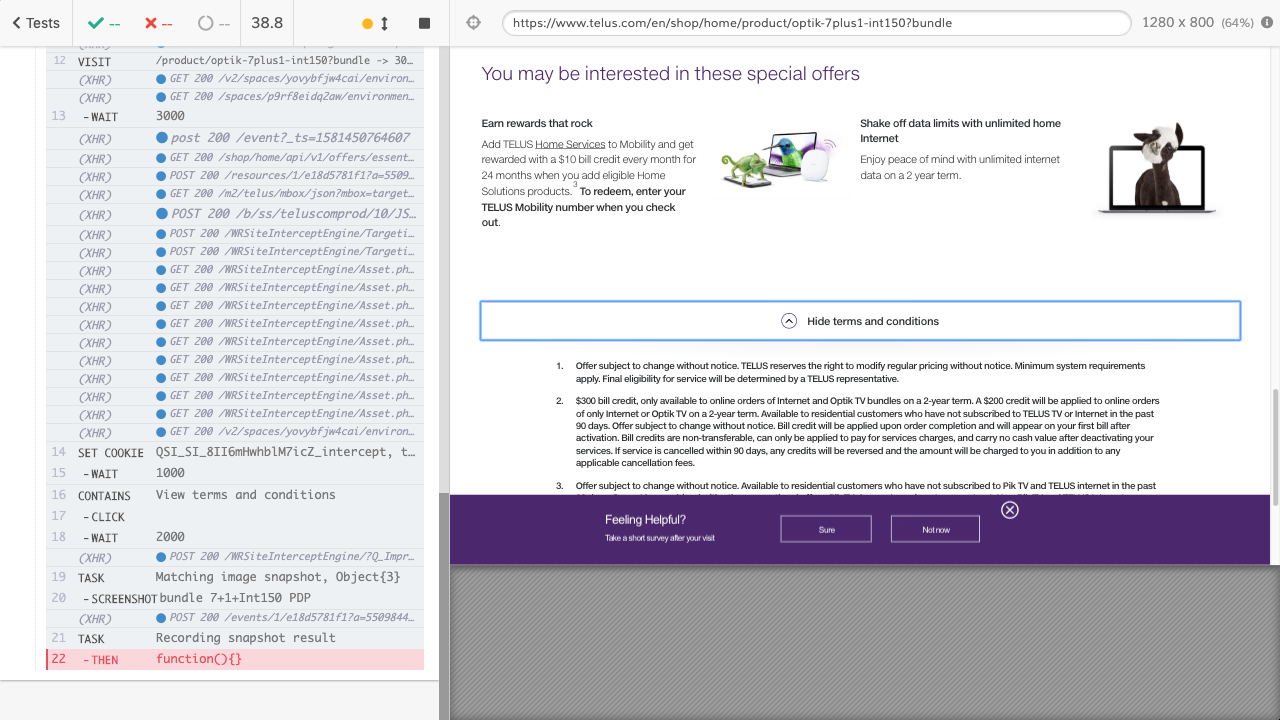 Tests
--
--
--
38.8
https://www.telus.com/en/shop/home/product/optik-7plus1-int150?bundle
1280 x 800 (64%)
12 VISIT /product/optik-7plus1-int150?bundle -> 30…
(XHR) GET 200 /v2/spaces/yovybfjw4cai/environ…
(XHR) GET 200 /spaces/p9rf8eidq2aw/environmen…
13 -WAIT 3000
(XHR) post 200 /event?_ts=1581450764607
(XHR) GET 200 /shop/home/api/v1/offers/essent…
(XHR) POST 200 /resources/1/e18d5781f1?a=5509…
(XHR) GET 200 /m2/telus/mbox/json?mbox=target…
(XHR) POST 200 /b/ss/teluscomprod/10/JS…
(XHR) POST 200 /WRSiteInterceptEngine/Targeti…
(XHR) POST 200 /WRSiteInterceptEngine/Targeti…
(XHR) GET 200 /WRSiteInterceptEngine/Asset.ph…
(XHR) GET 200 /WRSiteInterceptEngine/Asset.ph…
(XHR) GET 200 /WRSiteInterceptEngine/Asset.ph…
(XHR) GET 200 /WRSiteInterceptEngine/Asset.ph…
(XHR) GET 200 /WRSiteInterceptEngine/Asset.ph…
(XHR) GET 200 /WRSiteInterceptEngine/Asset.ph…
(XHR) GET 200 /WRSiteInterceptEngine/Asset.ph…
(XHR) GET 200 /WRSiteInterceptEngine/Asset.ph…
(XHR) GET 200 /WRSiteInterceptEngine/Asset.ph…
(XHR) GET 200 /v2/spaces/yovybfjw4cai/environ…
14 SET COOKIE QSI_SI_8II6mHwHblM7icZ_intercept, t…
15 -WAIT 1000
16 CONTAINS View terms and conditions
17 -CLICK
18 -WAIT 2000
(XHR) POST 200 /WRSiteInterceptEngine/?Q_Impr…
19 TASK Matching image snapshot, Object{3}
20 -SCREENSHOT bundle 7+1+Int150 PDP
(XHR) POST 200 /events/1/e18d5781f1?a=5509844…
21 TASK Recording snapshot result
22 -THEN function(){}
You may be interested in these special offers
Earn rewards that rock
Add TELUS Home Services to Mobility and get
rewarded with a $10 bill credit every month for
24 months when you add eligible Home
Solutions products.3 To redeem, enter your
TELUS Mobility number when you check
out.
Shake off data limits with unlimited home
Internet
Enjoy peace of mind with unlimited internet
data on a 2 year term.
Hide terms and conditions
1. Offer subject to change without notice. TELUS reserves the right to modify regular pricing without notice. Minimum system requirements
apply. Final eligibility for service will be determined by a TELUS representative.
2. $300 bill credit, only available to online orders of Internet and Optik TV bundles on a 2-year term. A $200 credit will be applied to online orders
of only Internet or Optik TV on a 2-year term. Available to residential customers who have not subscribed to TELUS TV or Internet in the past
90 days. Offer subject to change without notice. Bill credit will be applied upon order completion and will appear on your first bill after
activation. Bill credits are non-transferable, can only be applied to pay for services charges, and carry no cash value after deactivating your
services. If service is cancelled within 90 days, any credits will be reversed and the amount will be charged to you in addition to any
applicable cancellation fees.
3. Offer subject to change without notice. Available to residential customers who have not subscribed to Pik TV and TELUS internet in the past
Feeling Helpful?
Take a short survey after your visit
Sure
Not now